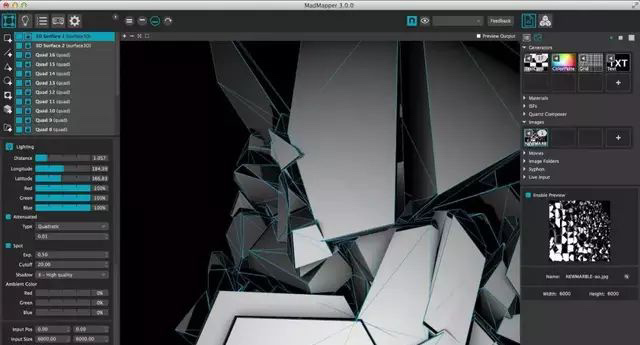 MadMapper 3.0.0
Feedback
Preview Output
3D Surface 1 (surface3D)
3D Surface 2 (surface3D)
Quad 16 (quad)
Quad 15 (quad)
Quad 14 (quad)
Quad 13 (quad)
Quad 12 (quad)
Quad 11 (quad)
Quad 10 (quad)
Quad 9 (quad)
Quad 8 (quad)
Lighting
Distance 1.057
Longitude 184.09
Latitude 166.83
Red 100%
Green 100%
Blue 100%
Attenuated
Type Quadratic
0.01
Spot
Exp. 0.50
Cutoff 20.00
Shadow 3 - High quality
Ambient Color
Red 0%
Green 0%
Blue 0%
Input Pos 0.00 0.00
Input Size 6000.00 6000.00
Generators
Grid
TXT
Text
Materials
ISFs
Quartz Composer
Images
Movies
Image Folders
Syphon
Live Input
Enable Preview
Name: NEWMARBLE-ao.jpg
Width: 6000 Height: 6000